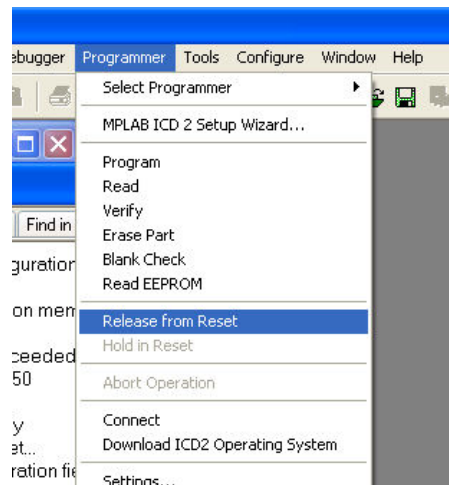 ebugger Programmer Tools Configure Window Help
Select Programmer
MPLAB ICD 2 Setup Wizard...
Program
Read
Verify
Find in
Erase Part
guration
Blank Check
Read EEPROM
on mem
Release from Reset
ceeded
Hold in Reset
50
Abort Operation
y
Connect
et...
Download ICD2 Operating System
ration fie
Settings...